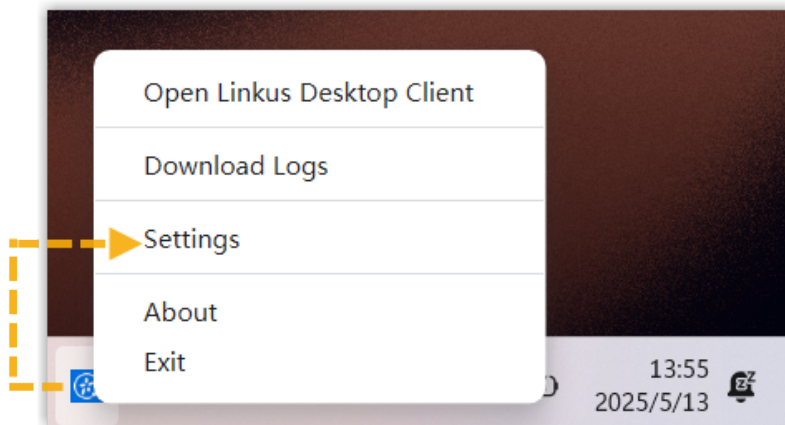 Open Linkus Desktop Client
Download Logs
Settings
About
Exit
13:55
2025/5/13